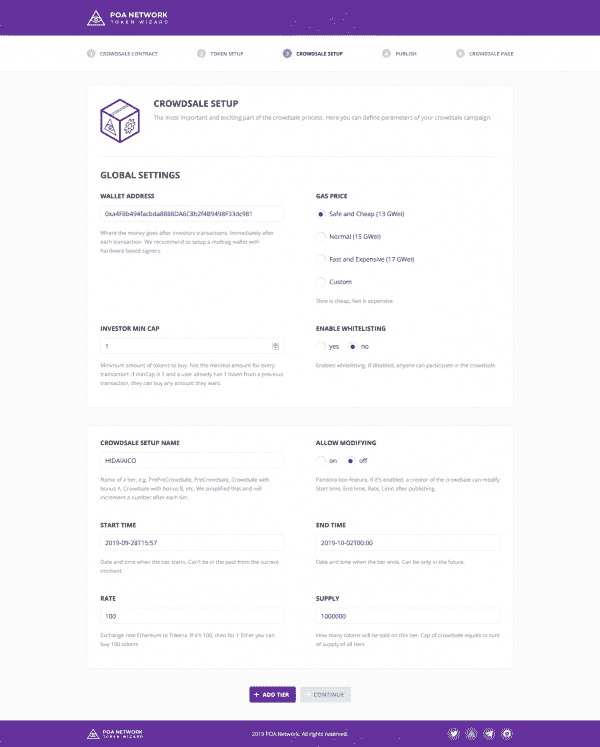 POA NETWORK
TOKEN WIZARD
CROWDSALE CONTRACT
TOKEN SETUP
CROWDSALE SETUP
PUBLISH
CROWDSALE PAGE
CROWDSALE SETUP
The most important and exciting part of the crowdsale process. Here you can define parameters of your crowdsale campaign.
GLOBAL SETTINGS
WALLET ADDRESS
GAS PRICE
Safe and Cheap (13 GWei)
Where the money goes after investors transactions. Immediately after
each transaction. We recommend to setup a multisig wallet with
hardware based signers.
Normal (15 GWei)
Fast and Expensive (17 GWei)
Custom
Slow is cheap, fast is expensive
INVESTOR MIN CAP
ENABLE WHITELISTING
1
yes no
Minimum amount of tokens to buy. Not the minimal amount for every
transaction: if minCap is 1 and a user already has 1 token from a previous
transaction, they can buy any amount they want.
Enables whitelisting. If disabled, anyone can participate in the crowdsale.
CROWDSALE SETUP NAME
ALLOW MODIFYING
HIDAIAICO
on off
Name of a tier, e.g. PrePreCrowdsale, PreCrowdsale, Crowdsale with
bonus A, Crowdsale with bonus B, etc. We simplified that and will
increment a number after each tier.
Pandora box feature. If it's enabled, a creator of the crowdsale can modify
Start time, End time, Rate, Limit after publishing.
START TIME
END TIME
2019-09-28T15:57
2019-10-02T00:00
Date and time when the tier starts. Can't be in the past from the current
moment.
Date and time when the tier ends. Can be only in the future.
RATE
SUPPLY
100
1000000
Exchange rate Ethereum to Tokens. If it's 100, then for 1 Ether you can
buy 100 tokens
How many tokens will be sold on this tier. Cap of crowdsale equals to sum
of supply of all tiers
+ ADD TIER
CONTINUE
POA NETWORK
TOKEN WIZARD
2019 POA Network. All rights reserved.